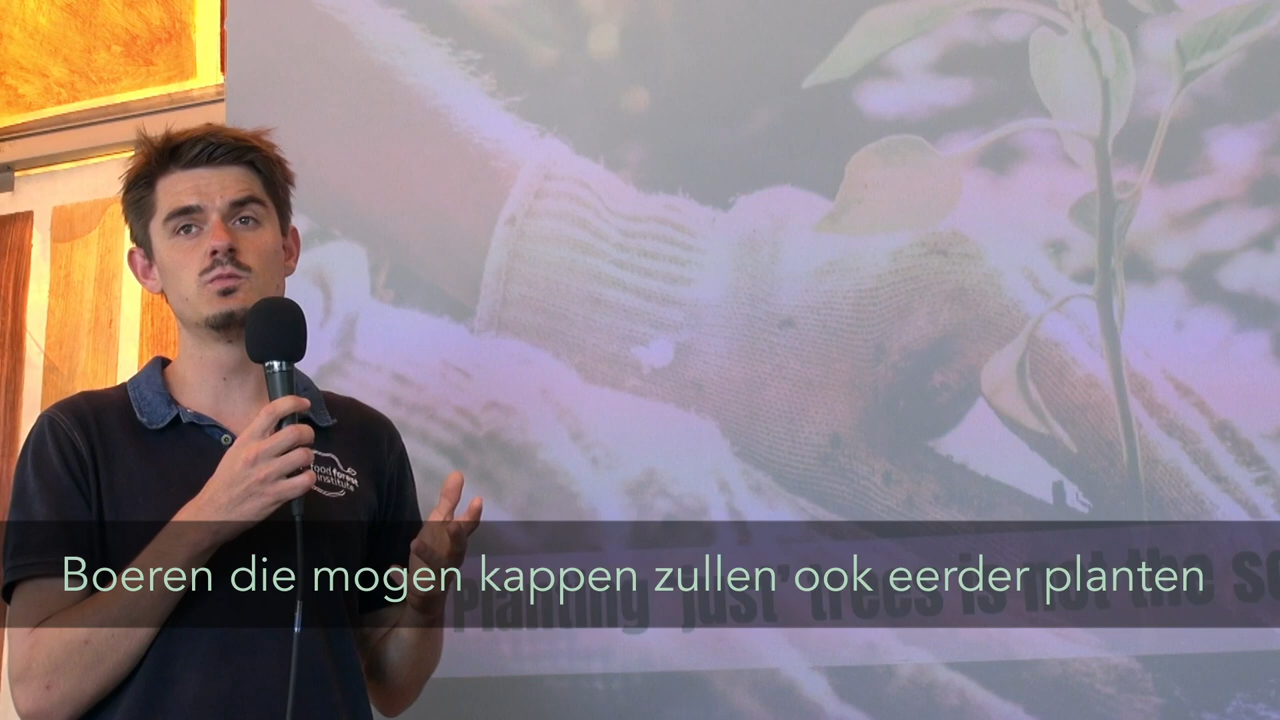 food forest
institute
Boeren die mogen kappen zullen ook eerder planten
Planting 'just' trees is not the